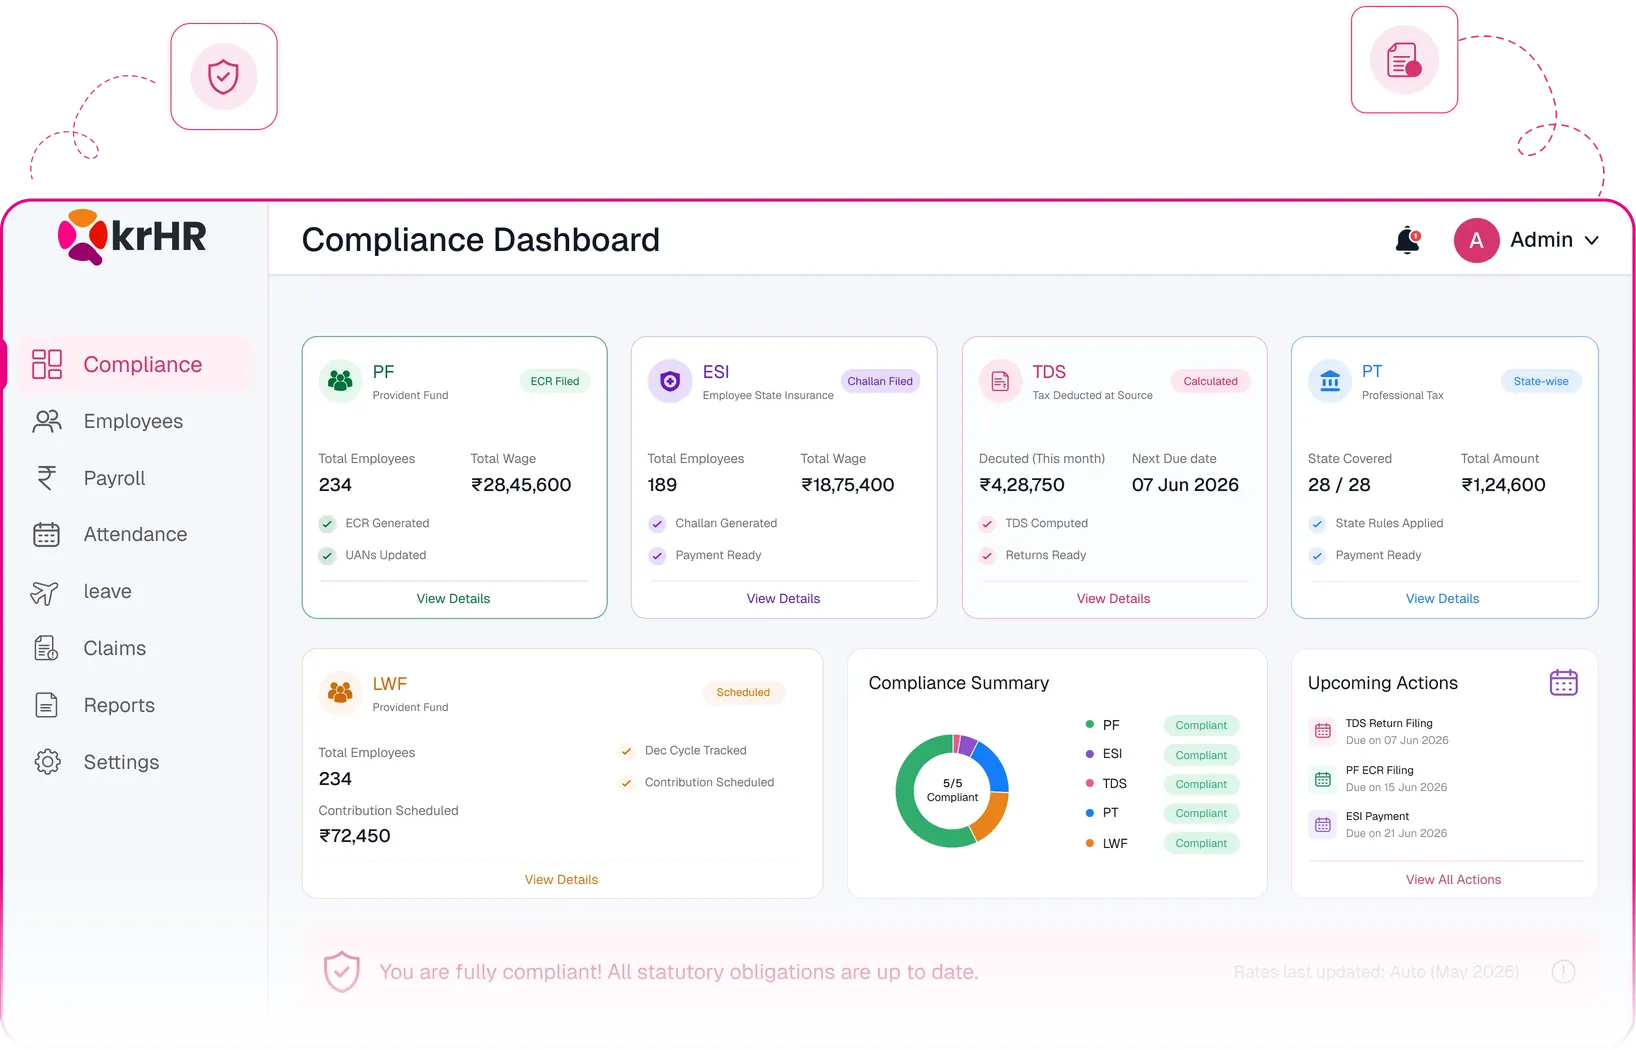 krHR
Compliance Dashboard
1
A
Admin
Compliance
Employees
Payroll
Attendance
leave
Claims
Reports
Settings
PF
Provident Fund
ECR Filed
Total Employees
Total Wage
234
₹28,45,600
ECR Generated
UANs Updated
View Details
ESI
Employee State Insurance
Challan Filed
Total Employees
Total Wage
189
₹18,75,400
Challan Generated
Payment Ready
View Details
TDS
Tax Deducted at Source
Calculated
Decuted (This month)
Next Due date
₹4,28,750
07 Jun 2026
TDS Computed
Returns Ready
View Details
PT
Professional Tax
State-wise
State Covered
Total Amount
28 / 28
₹1,24,600
State Rules Applied
Payment Ready
View Details
LWF
Provident Fund
Scheduled
Total Employees
234
Contribution Scheduled
₹72,450
Dec Cycle Tracked
Contribution Scheduled
View Details
Compliance Summary
5/5
Compliant
PF Compliant
ESI Compliant
TDS Compliant
PT Compliant
LWF Compliant
Upcoming Actions
TDS Return Filing
Due on 07 Jun 2026
PF ECR Filing
Due on 15 Jun 2026
ESI Payment
Due on 21 Jun 2026
View All Actions
You are fully compliant! All statutory obligations are up to date.
Rates last updated: Auto (May 2026)